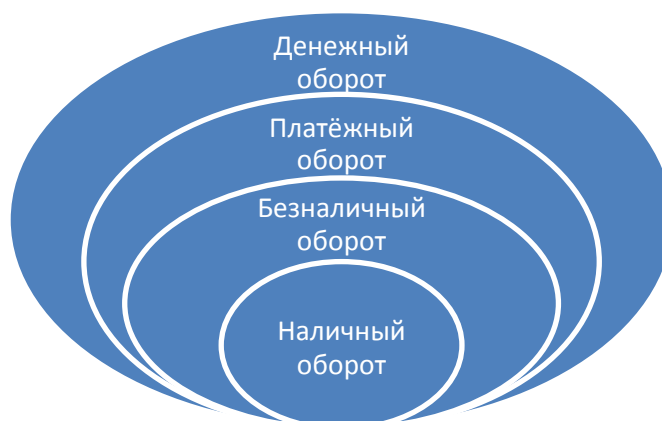 Денежный
оборот
Платёжный
оборот
Безналичный
оборот
Наличный
оборот